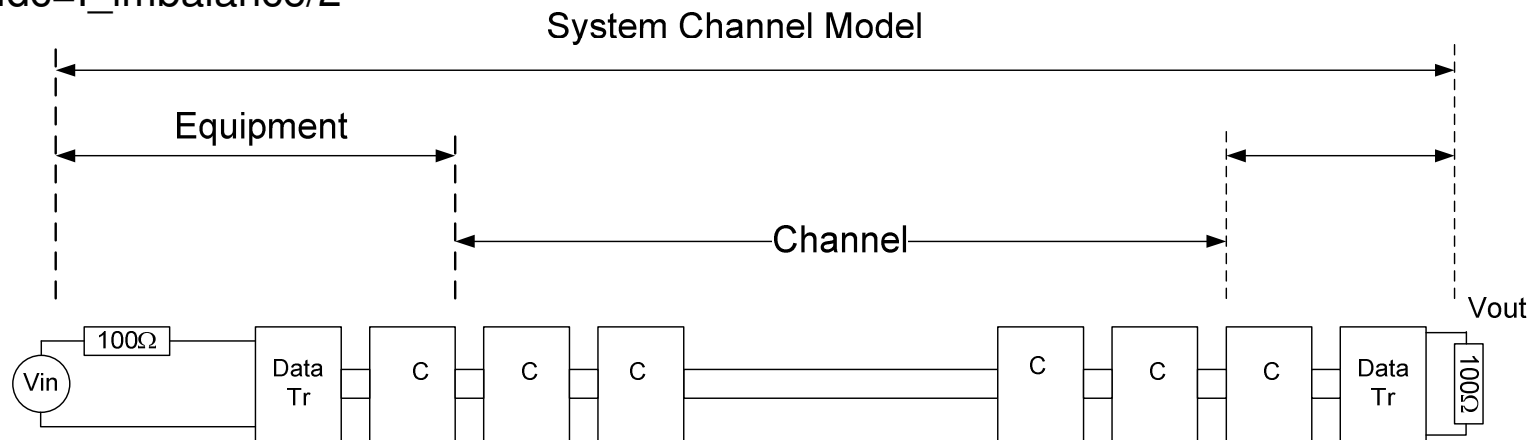 System Channel Model
Equipment
Channel
Vout
100Ω
Vin
Data
Tr
C
C
C
C
C
C
Data
Tr
100Ω